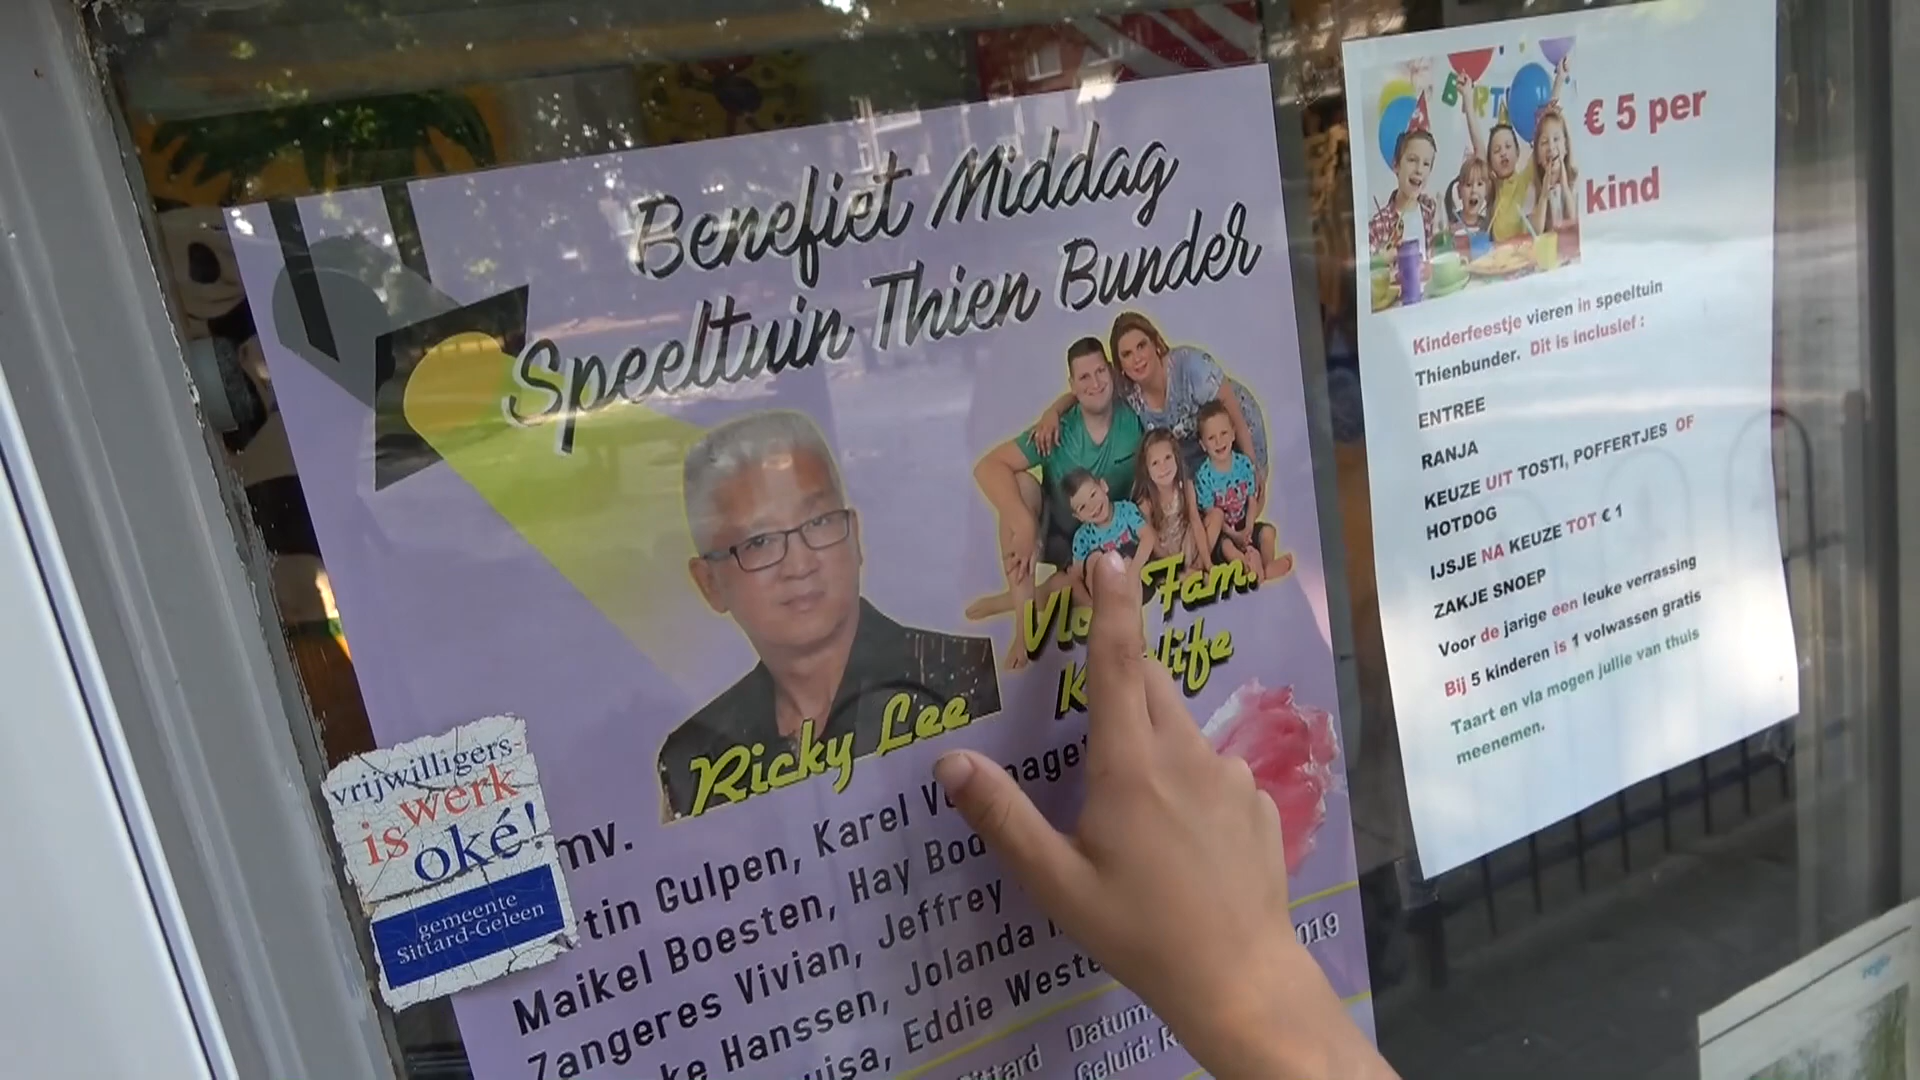 Benefiet Middag
Speeltuin Thien Bunder
Fam.
Ricky Lee
mv.
Gulpen, Karel
Maikel Boesten, Hay
Zangeres Vivian, Jeffrey
Hanssen, Jolanda
Eddie
Datum:
Geluid:
vrijwilligers-
werk
is
oké!
gemeente
Sittard-Geleen
€ 5 per
kind
Kinderfeestje vieren in speeltuin
Thienbunder. Dit is inclusief :
ENTREE
RANJA
KEUZE UIT TOSTI, POFFERTJES OF
HOTDOG
IJSJE NA KEUZE TOT € 1
ZAKJE SNOEP
Voor de jarige een leuke verrassing
Bij 5 kinderen is 1 volwassen gratis
Taart en vla mogen jullie van thuis
meenemen.